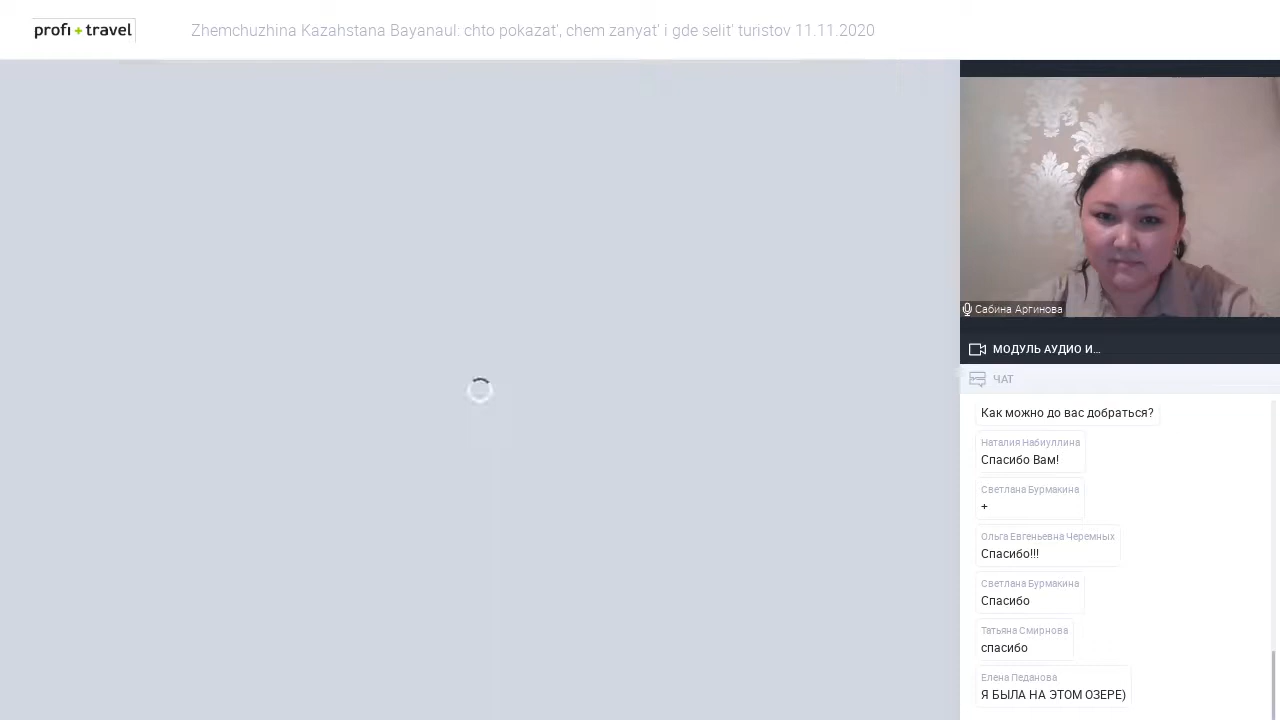 profi + travel
Zhemchuzhina Kazahstana Bayanaul: chto pokazat', chem zanyat' i gde selit' turistov 11.11.2020
Сабина Аргинова
МОДУЛЬ АУДИО И...
ЧАТ
Как можно до вас добраться?
Наталия Набиуллина
Спасибо Вам!
Светлана Бурмакина
+
Ольга Евгеньевна Черемных
Спасибо!!!
Светлана Бурмакина
Спасибо
Татьяна Смирнова
спасибо
Елена Педанова
Я БЫЛА НА ЭТОМ ОЗЕРЕ)